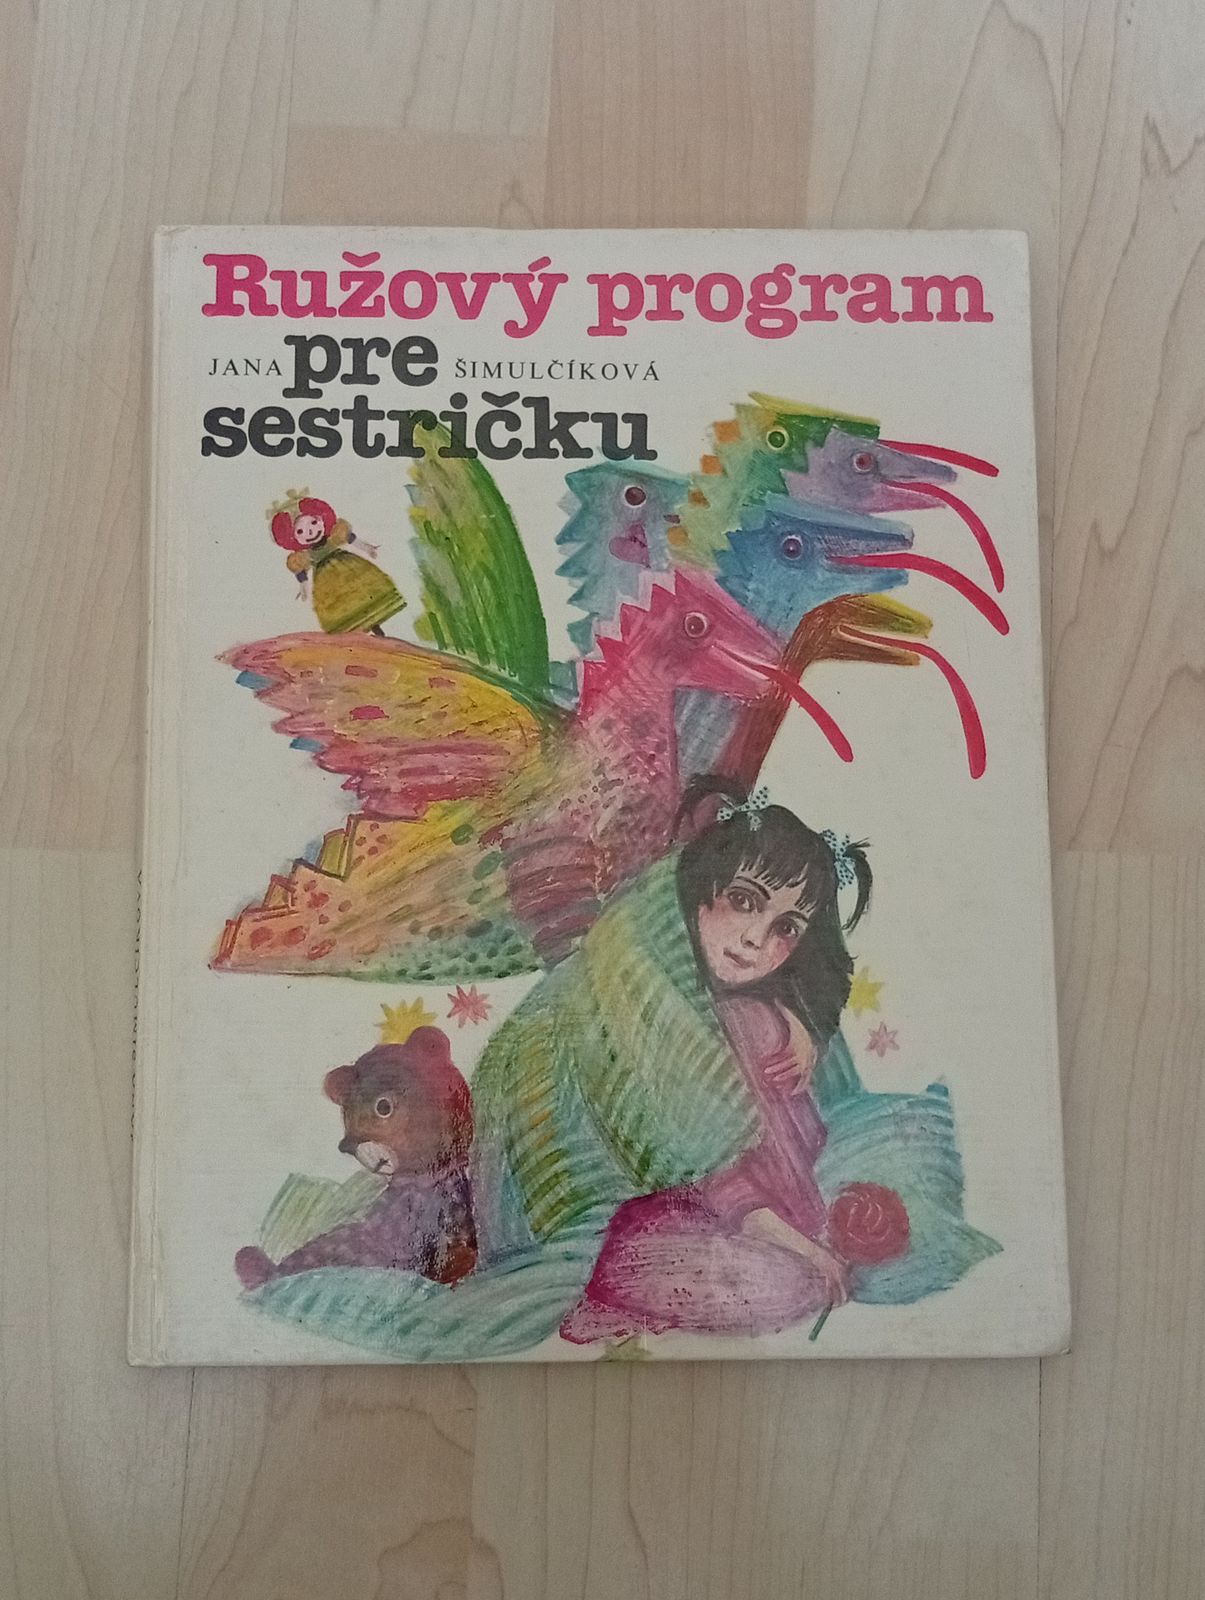 Ružový program
JANA pre ŠIMULČÍKOVÁ
sestričku